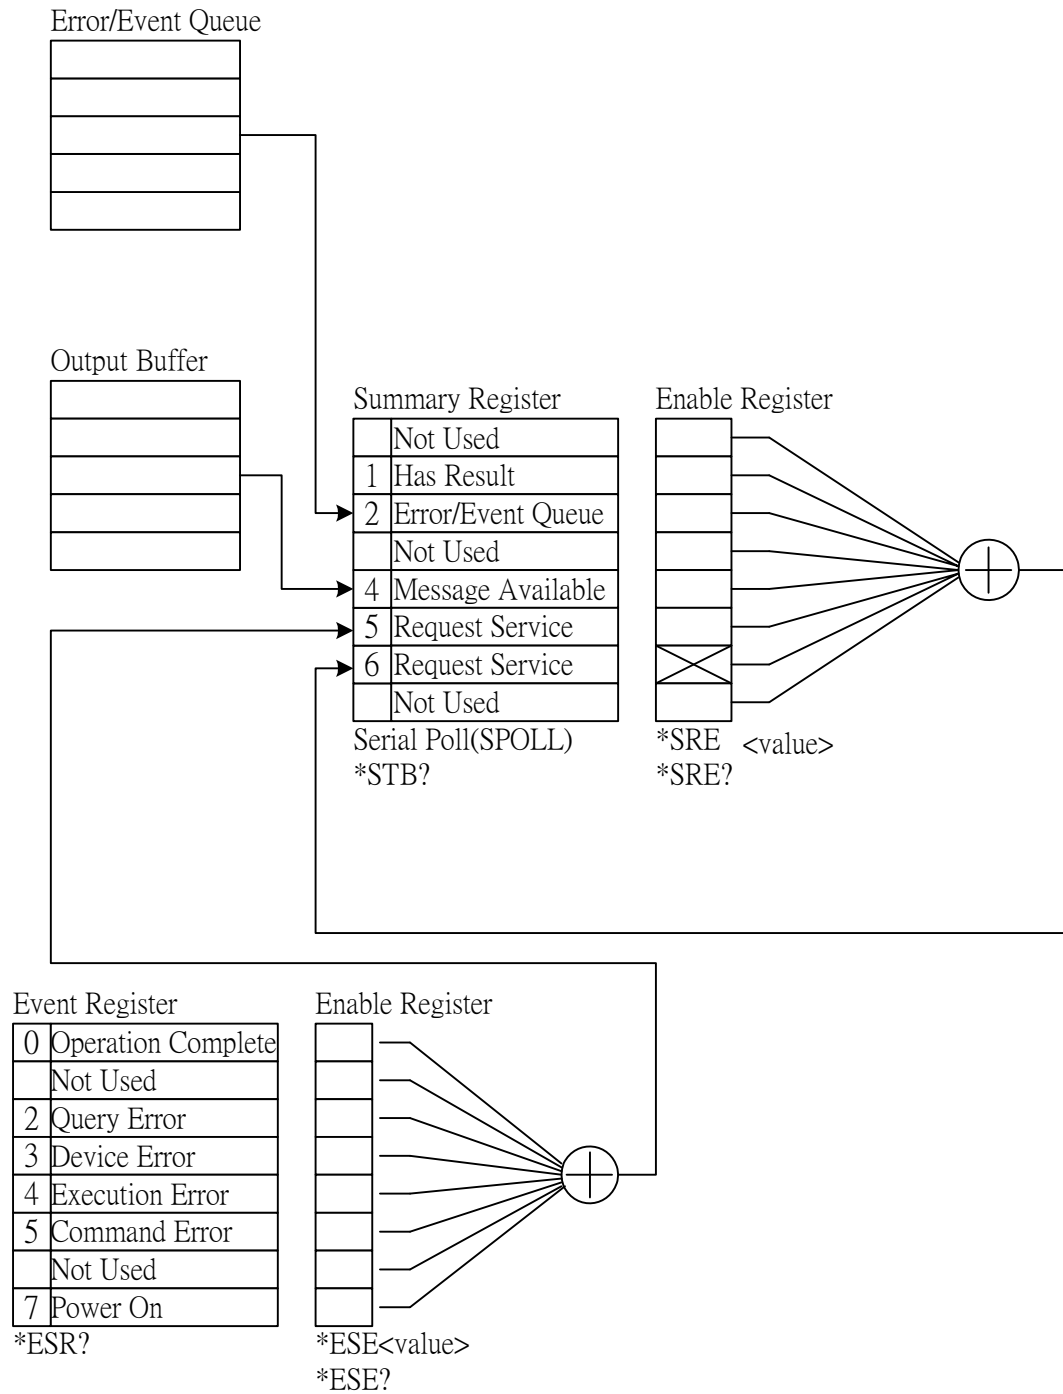 Error/Event Queue
Output Buffer
Summary Register
Not Used
1 Has Result
2 Error/Event Queue
Not Used
4 Message Available
5 Request Service
6 Request Service
Not Used
Serial Poll(SPOLL)
*STB?
Enable Register
*SRE <value>
*SRE?
Event Register
0 Operation Complete
Not Used
2 Query Error
3 Device Error
4 Execution Error
5 Command Error
Not Used
7 Power On
*ESR?
Enable Register
*ESE<value>
*ESE?